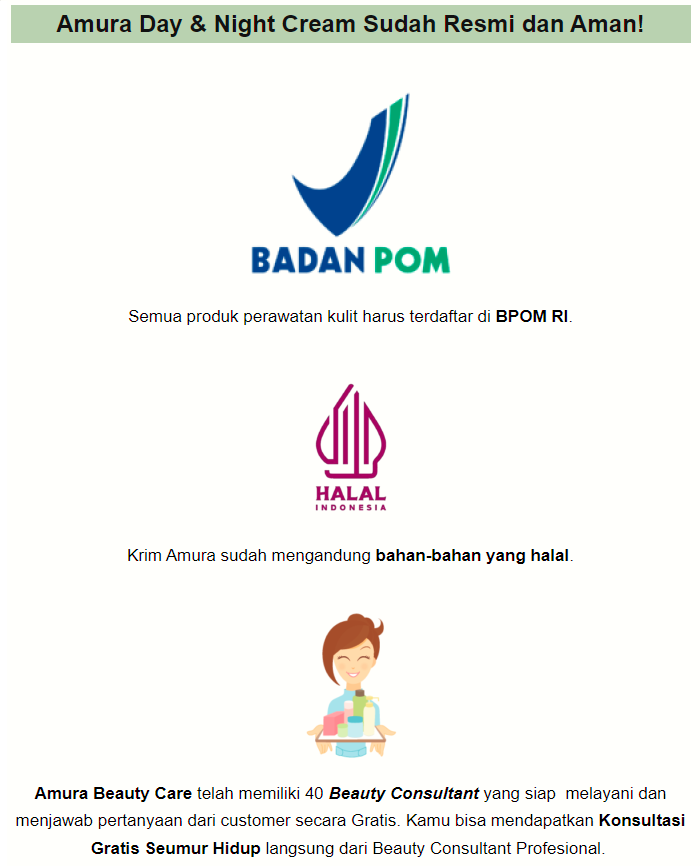 Amura Day & Night Cream Sudah Resmi dan Aman!
BADAN POM
Semua produk perawatan kulit harus terdaftar di BPOM RI.
HALAL
INDONESIA
Krim Amura sudah mengandung bahan-bahan yang halal.
Amura Beauty Care telah memiliki 40 Beauty Consultant yang siap  melayani dan
menjawab pertanyaan dari customer secara Gratis. Kamu bisa mendapatkan Konsultasi
Gratis Seumur Hidup langsung dari Beauty Consultant Profesional.